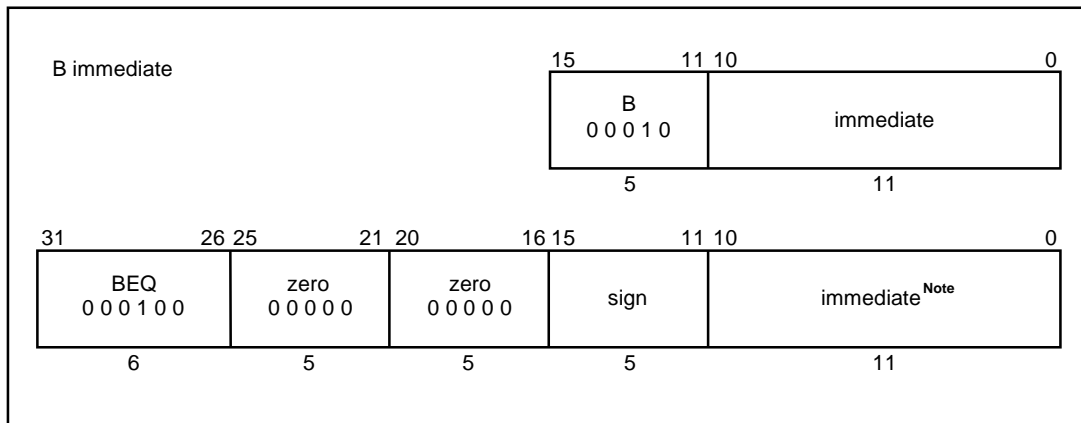 B immediate
15 11 10 0
B
0 0 0 1 0
immediate
5 11
31 26 25 21 20 16 15 11 10 0
BEQ
0 0 0 1 0 0
zero
0 0 0 0 0
zero
0 0 0 0 0
sign
immediate Note
6 5 5 5 11